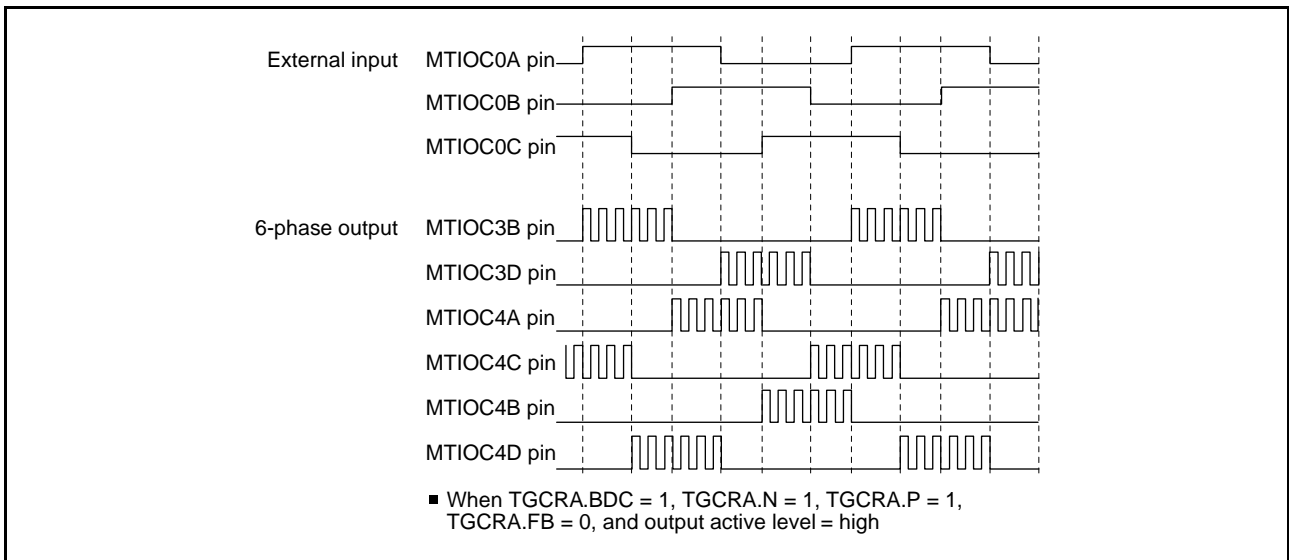 External input MTIOC0A pin
MTIOC0B pin
MTIOC0C pin
6-phase output MTIOC3B pin
MTIOC3D pin
MTIOC4A pin
MTIOC4C pin
MTIOC4B pin
MTIOC4D pin
■ When TGCRA.BDC = 1, TGCRA.N = 1, TGCRA.P = 1,
TGCRA.FB = 0, and output active level = high